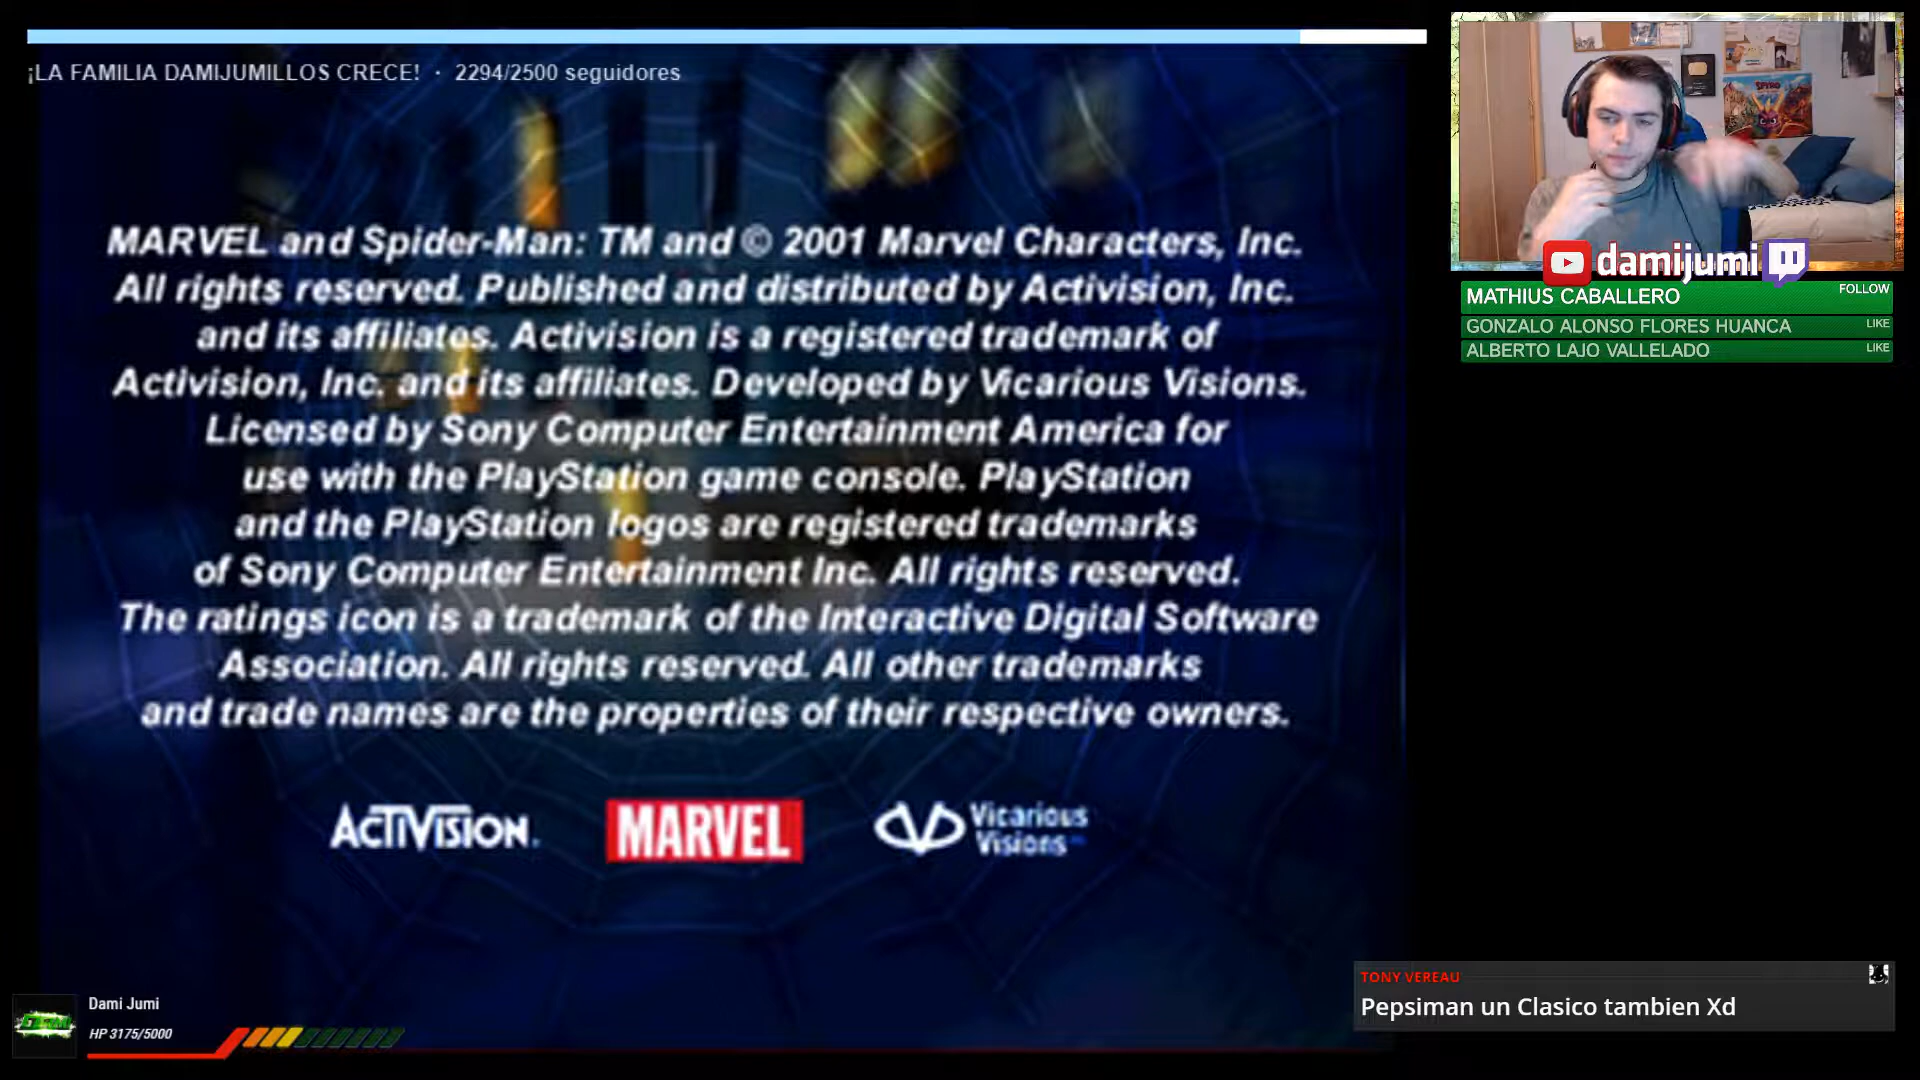 ¡LA FAMILIA DAMIJUMILLOS CRECE! · 2294/2500 seguidores
MARVEL and Spider-Man: TM and © 2001 Marvel Characters, Inc.
All rights reserved. Published and distributed by Activision, Inc.
and its affiliates. Activision is a registered trademark of
Activision, Inc. and its affiliates. Developed by Vicarious Visions.
Licensed by Sony Computer Entertainment America for
use with the PlayStation game console. PlayStation
and the PlayStation logos are registered trademarks
of Sony Computer Entertainment Inc. All rights reserved.
The ratings icon is a trademark of the Interactive Digital Software
Association. All rights reserved. All other trademarks
and trade names are the properties of their respective owners.
ACTIVISION.
MARVEL
Vicarious
Visions
SPYRO
damijumi
MATHIUS CABALLERO FOLLOW
GONZALO ALONSO FLORES HUANCA LIKE
ALBERTO LAJO VALLELADO LIKE
TONY VEREAU
Pepsiman un Clasico tambien Xd
Dami Jumi
HP 3175/5000